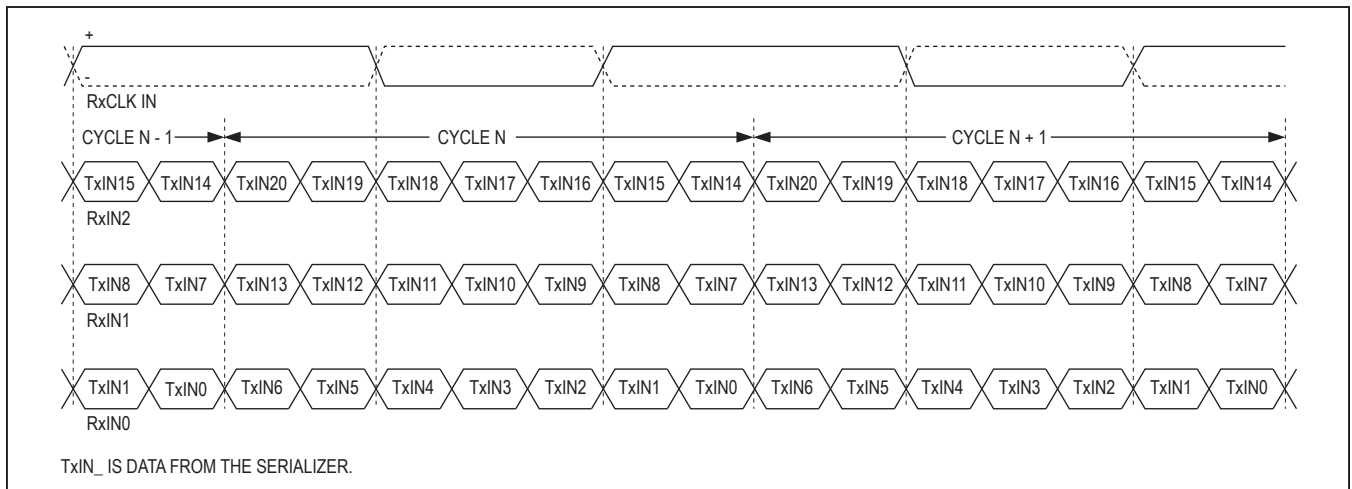 +
-
RxCLK IN
CYCLE N - 1 CYCLE N CYCLE N + 1
TxIN15 TxIN14 TxIN20 TxIN19 TxIN18 TxIN17 TxIN16 TxIN15 TxIN14 TxIN20 TxIN19 TxIN18 TxIN17 TxIN16 TxIN15 TxIN14
RxIN2
TxIN8 TxIN7 TxIN13 TxIN12 TxIN11 TxIN10 TxIN9 TxIN8 TxIN7 TxIN13 TxIN12 TxIN11 TxIN10 TxIN9 TxIN8 TxIN7
RxIN1
TxIN1 TxIN0 TxIN6 TxIN5 TxIN4 TxIN3 TxIN2 TxIN1 TxIN0 TxIN6 TxIN5 TxIN4 TxIN3 TxIN2 TxIN1 TxIN0
RxIN0
TxIN_ IS DATA FROM THE SERIALIZER.